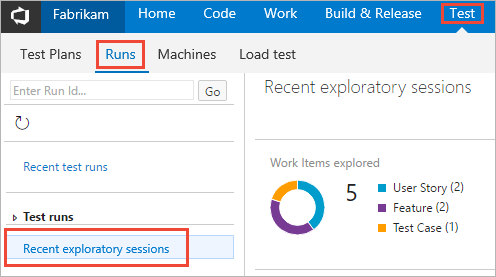 Fabrikam Home Code Work Build & Release Test
Test Plans Runs Machines Load test
Enter Run Id... Go
Recent exploratory sessions
Recent test runs
Work Items explored
5
User Story (2)
Feature (2)
Test Case (1)
Test runs
Recent exploratory sessions